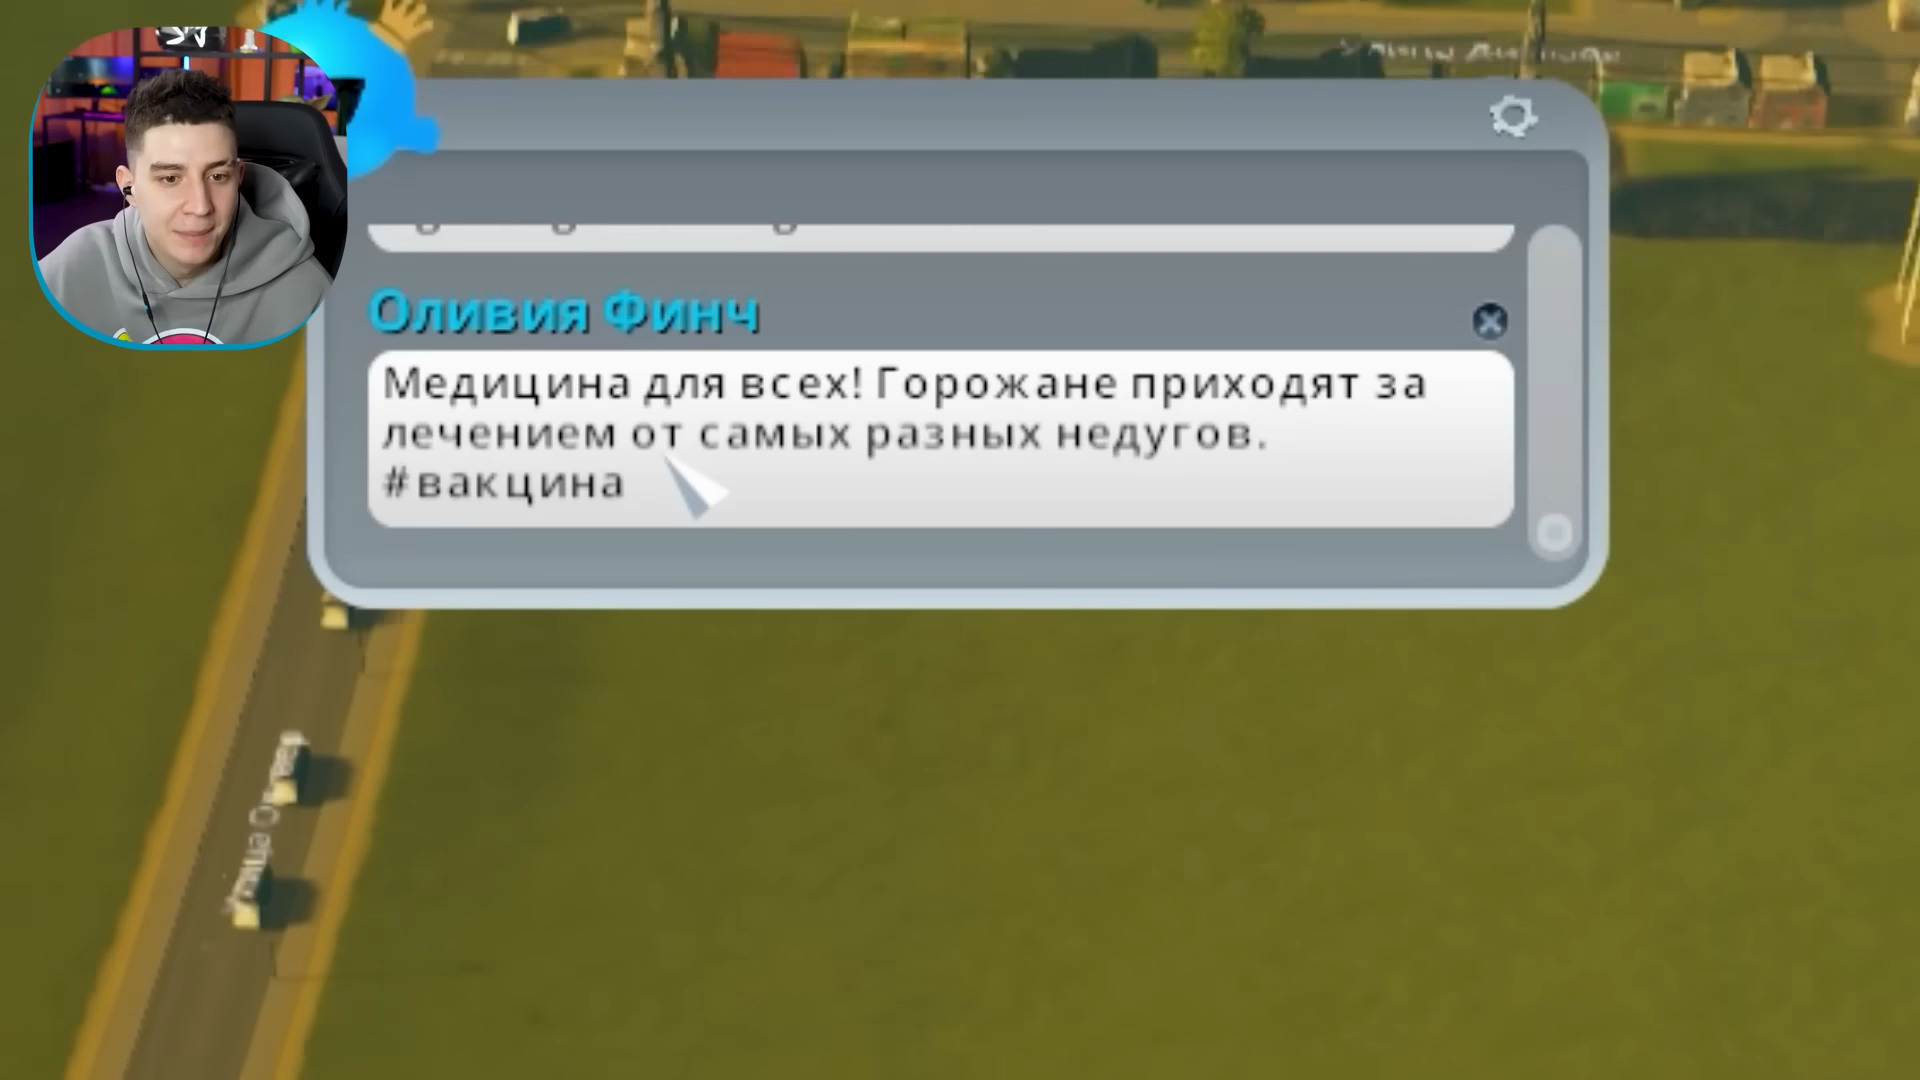 Оливия Финч
Медицина для всех! Горожане приходят за
лечением от самых разных недугов.
#вакцина